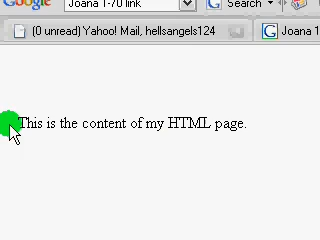 Google
Joana 1-70 link
Search
(0 unread) Yahoo! Mail, hellsangels124
Joana 1
This is the content of my HTML page.